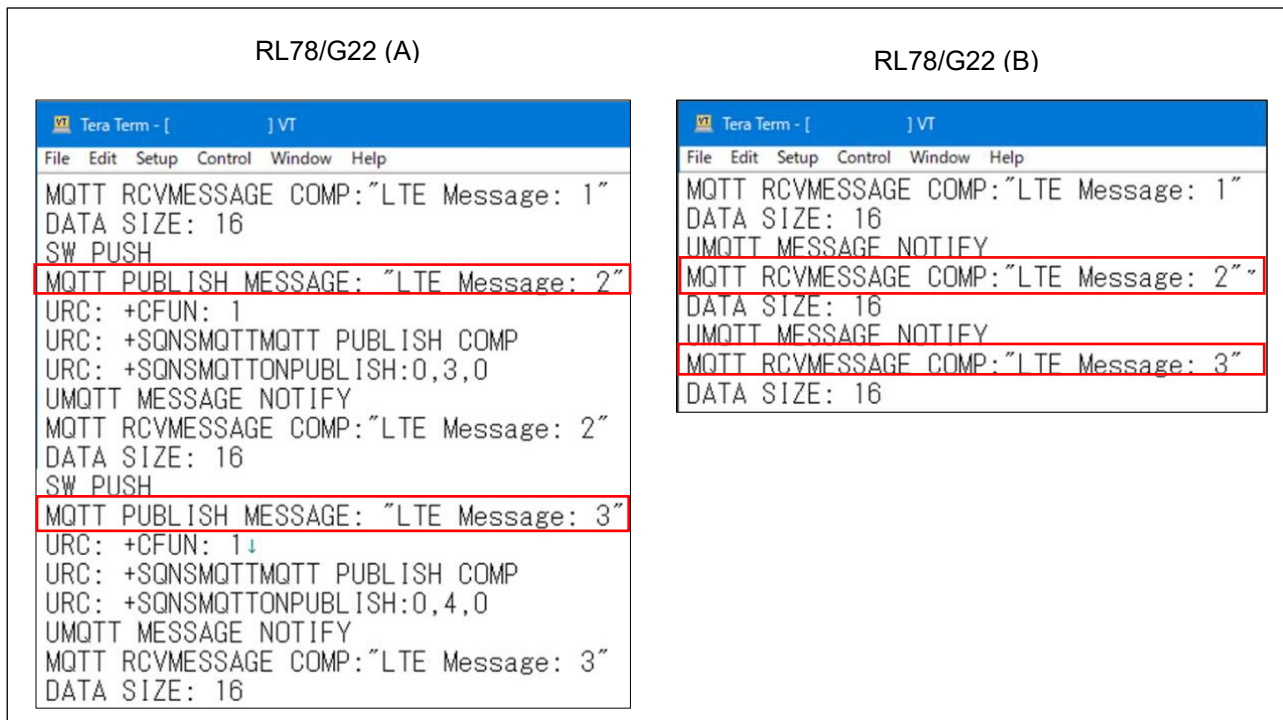 RL78/G22 (A)
VT Tera Term - [ ] VT
File Edit Setup Control Window Help
MQTT RCVMESSAGE COMP:"LTE Message: 1"
DATA SIZE: 16
SW PUSH
MQTT PUBLISH MESSAGE: "LTE Message: 2"
URC: +CFUN: 1
URC: +SQNSMQTTMQTT PUBLISH COMP
URC: +SQNSMQTTONPUBLISH:0,3,0
UMQTT MESSAGE NOTIFY
MQTT RCVMESSAGE COMP:"LTE Message: 2"
DATA SIZE: 16
SW PUSH
MQTT PUBLISH MESSAGE: "LTE Message: 3"
URC: +CFUN: 1↓
URC: +SQNSMQTTMQTT PUBLISH COMP
URC: +SQNSMQTTONPUBLISH:0,4,0
UMQTT MESSAGE NOTIFY
MQTT RCVMESSAGE COMP:"LTE Message: 3"
DATA SIZE: 16
RL78/G22 (B)
VT Tera Term - [ ] VT
File Edit Setup Control Window Help
MQTT RCVMESSAGE COMP:"LTE Message: 1"
DATA SIZE: 16
UMQTT MESSAGE NOTIFY
MQTT RCVMESSAGE COMP:"LTE Message: 2"
DATA SIZE: 16
UMQTT MESSAGE NOTIFY
MQTT RCVMESSAGE COMP:"LTE Message: 3"
DATA SIZE: 16